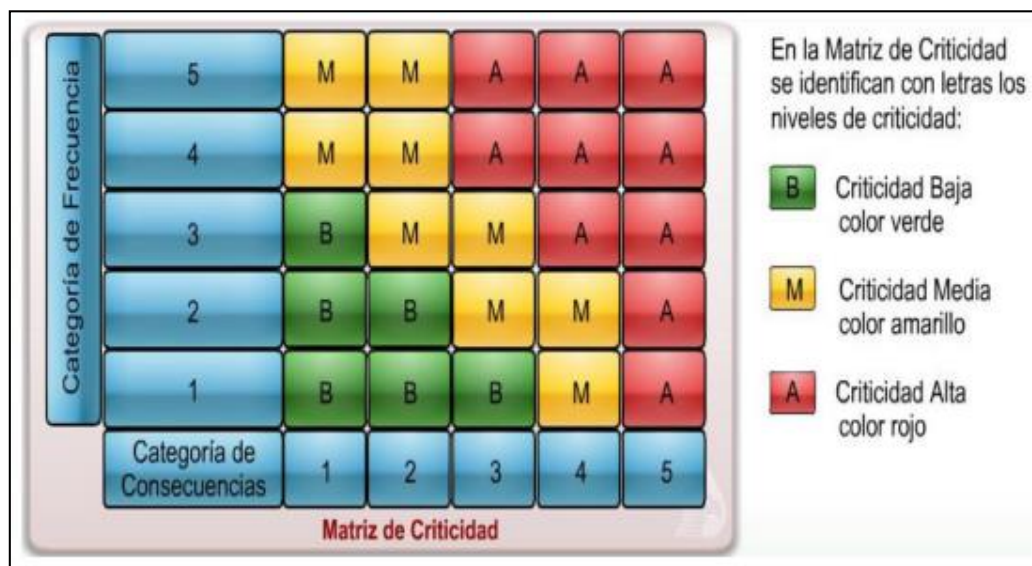 Categoría de Frecuencia
5 M M A A A
4 M M A A A
3 B M M A A
2 B B M M A
1 B B B M A
Categoría de
Consecuencias
1 2 3 4 5
Matriz de Criticidad
En la Matriz de Criticidad
se identifican con letras los
niveles de criticidad:
B Criticidad Baja
color verde
M Criticidad Media
color amarillo
A Criticidad Alta
color rojo